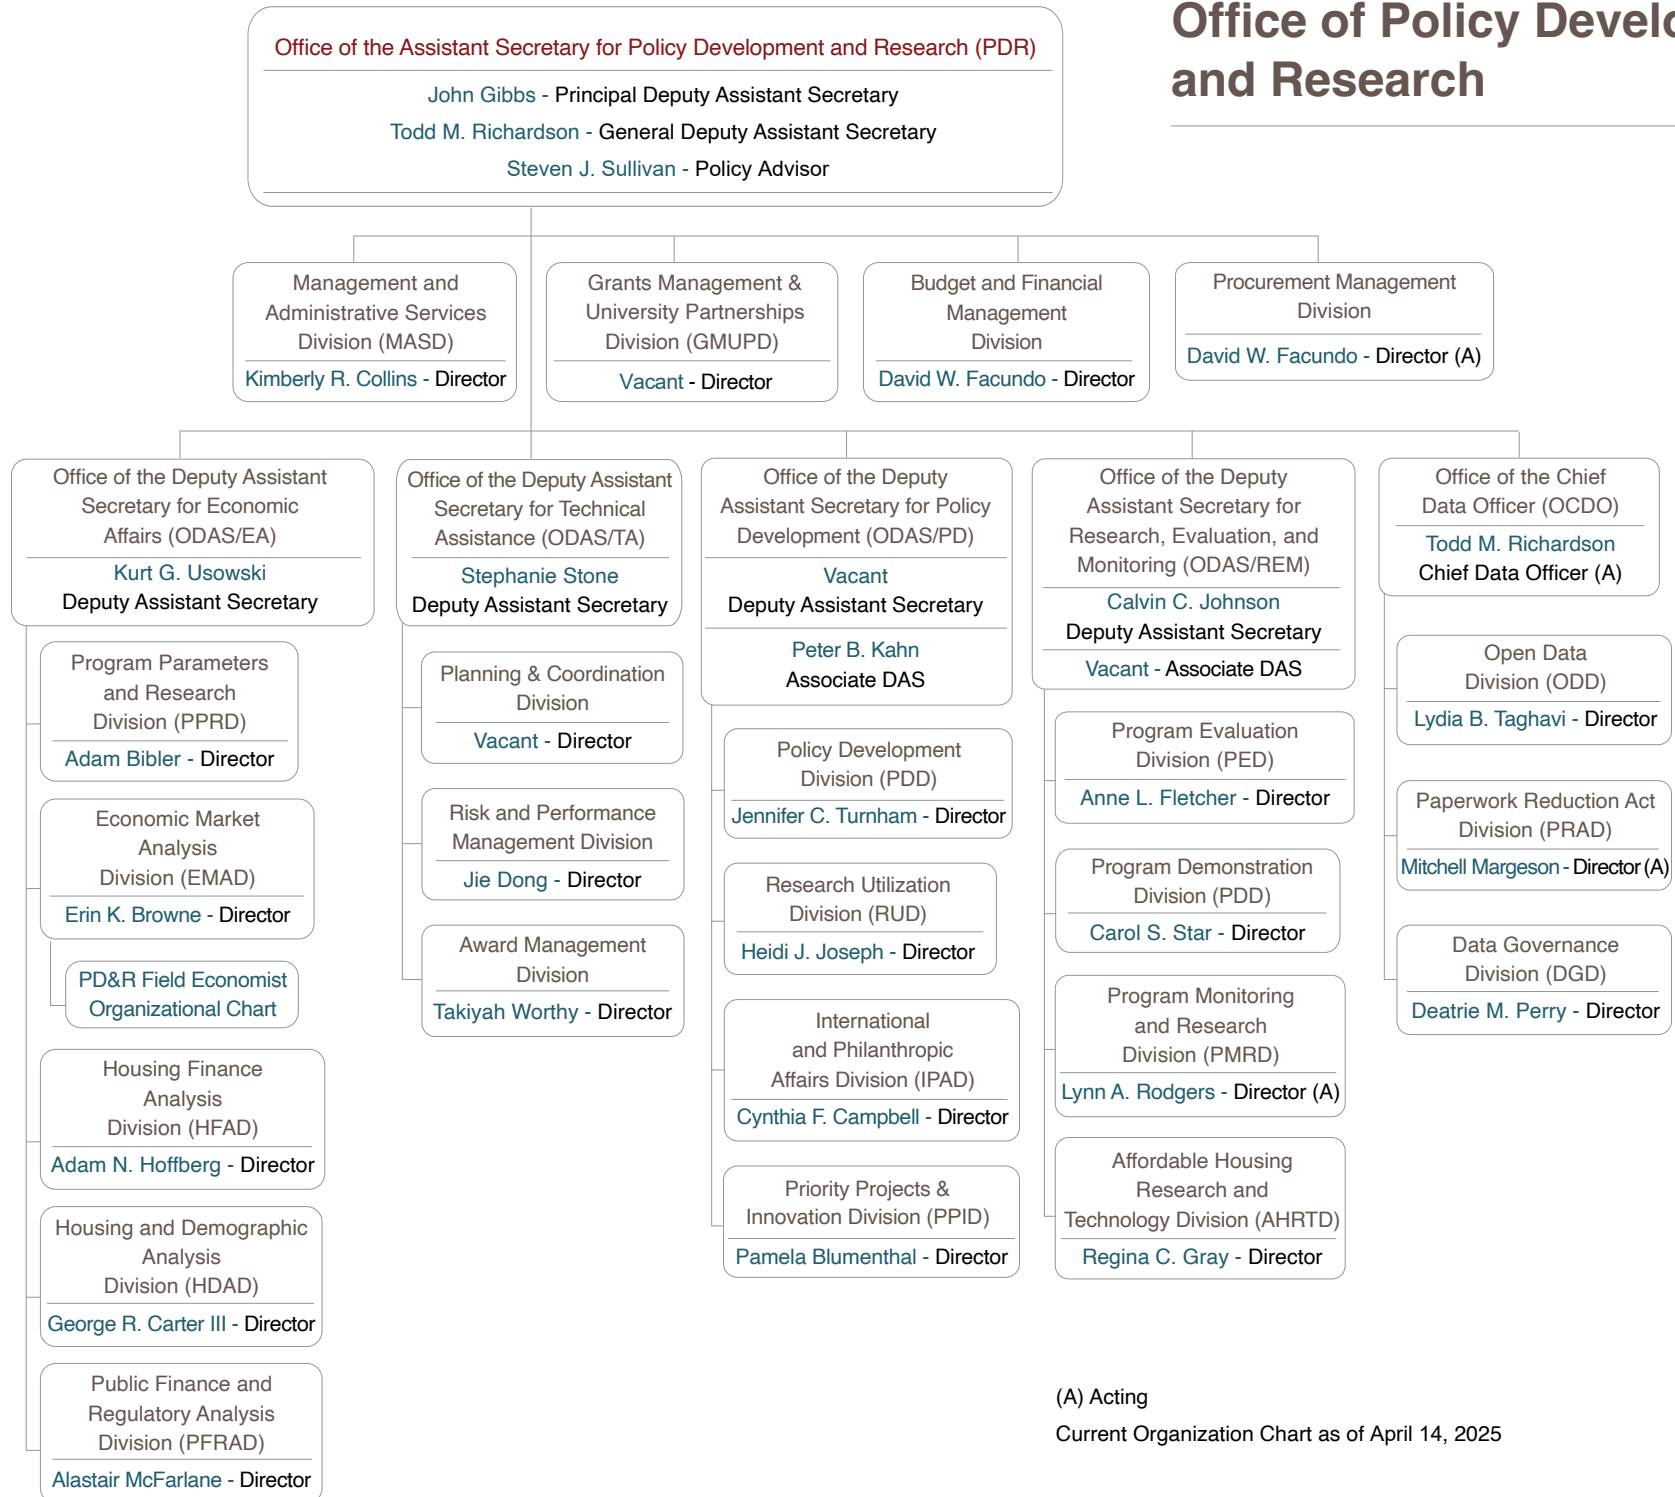 Office of Policy Develo
and Research
Office of the Assistant Secretary for Policy Development and Research (PDR)
John Gibbs - Principal Deputy Assistant Secretary
Todd M. Richardson - General Deputy Assistant Secretary
Steven J. Sullivan - Policy Advisor
Management and
Administrative Services
Division (MASD)
Kimberly R. Collins - Director
Grants Management &
University Partnerships
Division (GMUPD)
Vacant - Director
Budget and Financial
Management
Division
David W. Facundo - Director
Procurement Management
Division
David W. Facundo - Director (A)
Office of the Deputy Assistant
Secretary for Economic
Affairs (ODAS/EA)
Kurt G. Usowski
Deputy Assistant Secretary
Program Parameters
and Research
Division (PPRD)
Adam Bibler - Director
Economic Market
Analysis
Division (EMAD)
Erin K. Browne - Director
PD&R Field Economist
Organizational Chart
Housing Finance
Analysis
Division (HFAD)
Adam N. Hoffberg - Director
Housing and Demographic
Analysis
Division (HDAD)
George R. Carter III - Director
Public Finance and
Regulatory Analysis
Division (PFRAD)
Alastair McFarlane - Director
Office of the Deputy Assistant
Secretary for Technical
Assistance (ODAS/TA)
Stephanie Stone
Deputy Assistant Secretary
Planning & Coordination
Division
Vacant - Director
Risk and Performance
Management Division
Jie Dong - Director
Award Management
Division
Takiyah Worthy - Director
Office of the Deputy
Assistant Secretary for Policy
Development (ODAS/PD)
Vacant
Deputy Assistant Secretary
Peter B. Kahn
Associate DAS
Policy Development
Division (PDD)
Jennifer C. Turnham - Director
Research Utilization
Division (RUD)
Heidi J. Joseph - Director
International
and Philanthropic
Affairs Division (IPAD)
Cynthia F. Campbell - Director
Priority Projects &
Innovation Division (PPID)
Pamela Blumenthal - Director
Office of the Deputy
Assistant Secretary for
Research, Evaluation, and
Monitoring (ODAS/REM)
Calvin C. Johnson
Deputy Assistant Secretary
Vacant - Associate DAS
Program Evaluation
Division (PED)
Anne L. Fletcher - Director
Program Demonstration
Division (PDD)
Carol S. Star - Director
Program Monitoring
and Research
Division (PMRD)
Lynn A. Rodgers - Director (A)
Affordable Housing
Research and
Technology Division (AHRTD)
Regina C. Gray - Director
Office of the Chief
Data Officer (OCDO)
Todd M. Richardson
Chief Data Officer (A)
Open Data
Division (ODD)
Lydia B. Taghavi - Director
Paperwork Reduction Act
Division (PRAD)
Mitchell Margeson - Director (A)
Data Governance
Division (DGD)
Deatrie M. Perry - Director
(A) Acting
Current Organization Chart as of April 14, 2025